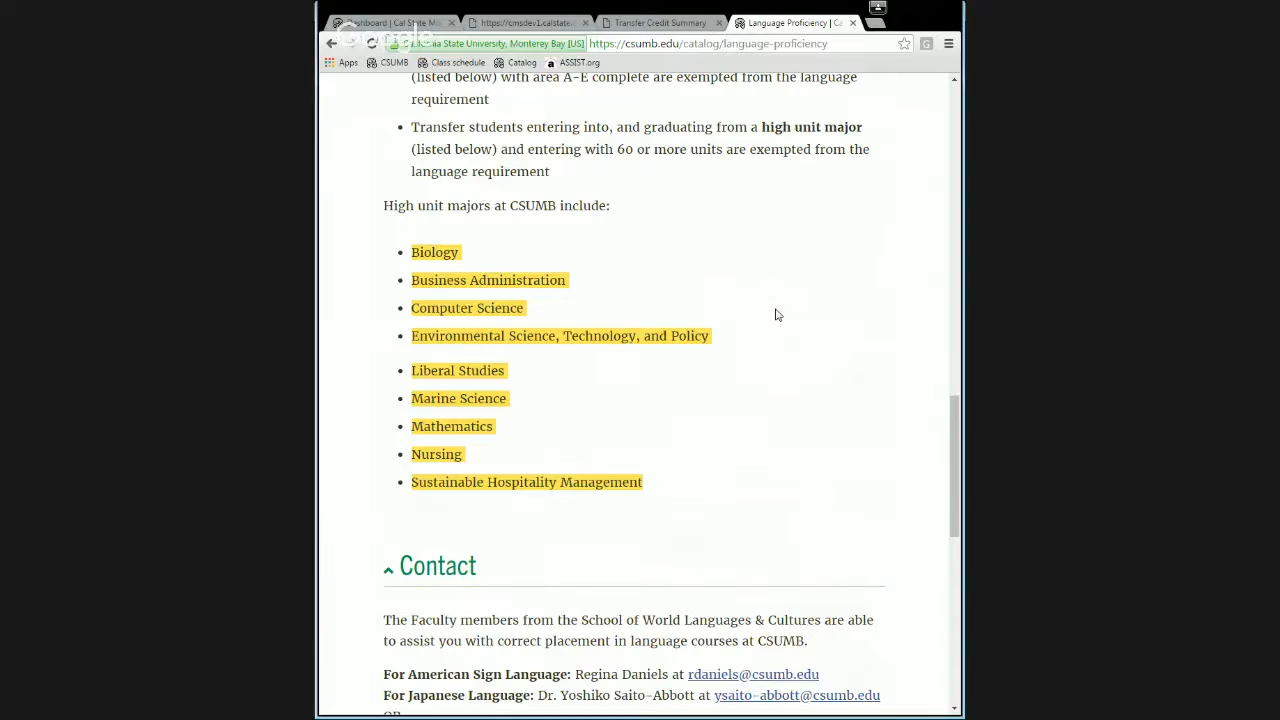 Dashboard | Cal State M
https://cmsdev1.calstate
Transfer Credit Summary
Language Proficiency | Ca
Google
California State University, Monterey Bay [US]
https://csumb.edu/catalog/language-proficiency
Apps CSUMB Class schedule Catalog ASSIST.org
(listed below) with area A-E complete are exempted from the language
requirement
Transfer students entering into, and graduating from a high unit major
(listed below) and entering with 60 or more units are exempted from the
language requirement
High unit majors at CSUMB include:
Biology
Business Administration
Computer Science
Environmental Science, Technology, and Policy
Liberal Studies
Marine Science
Mathematics
Nursing
Sustainable Hospitality Management
Contact
The Faculty members from the School of World Languages & Cultures are able
to assist you with correct placement in language courses at CSUMB.
For American Sign Language: Regina Daniels at rdaniels@csumb.edu
For Japanese Language: Dr. Yoshiko Saito-Abbott at ysaito-abbott@csumb.edu
OR